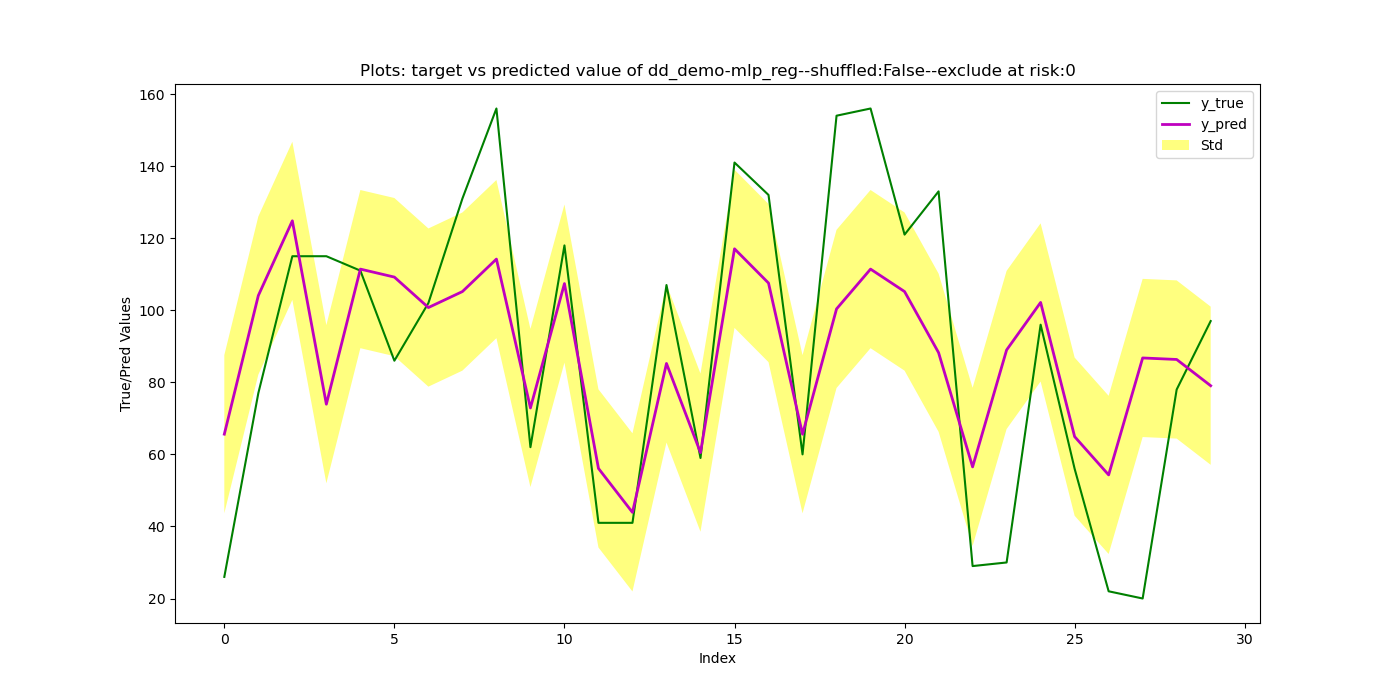 Plots: target vs predicted value of dd_demo-mlp_reg--shuffled:False--exclude at risk:0
160
140
120
100
80
60
40
20
True/Pred Values
y_true
y_pred
Std
0 5 10 15 20 25 30
Index